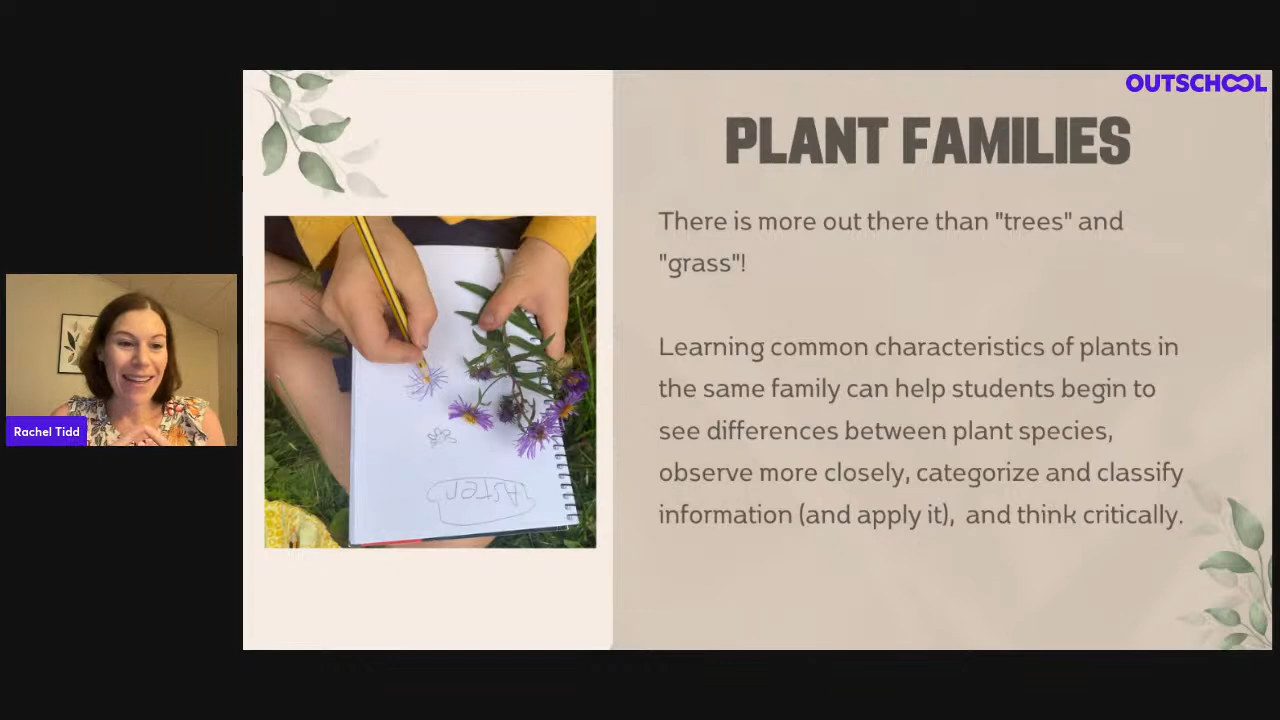 OUTSCHOOL
PLANT FAMILIES
There is more out there than "trees" and
"grass"!
Learning common characteristics of plants in
the same family can help students begin to
see differences between plant species,
observe more closely, categorize and classify
information (and apply it),  and think critically.
ASTER
Rachel Tidd